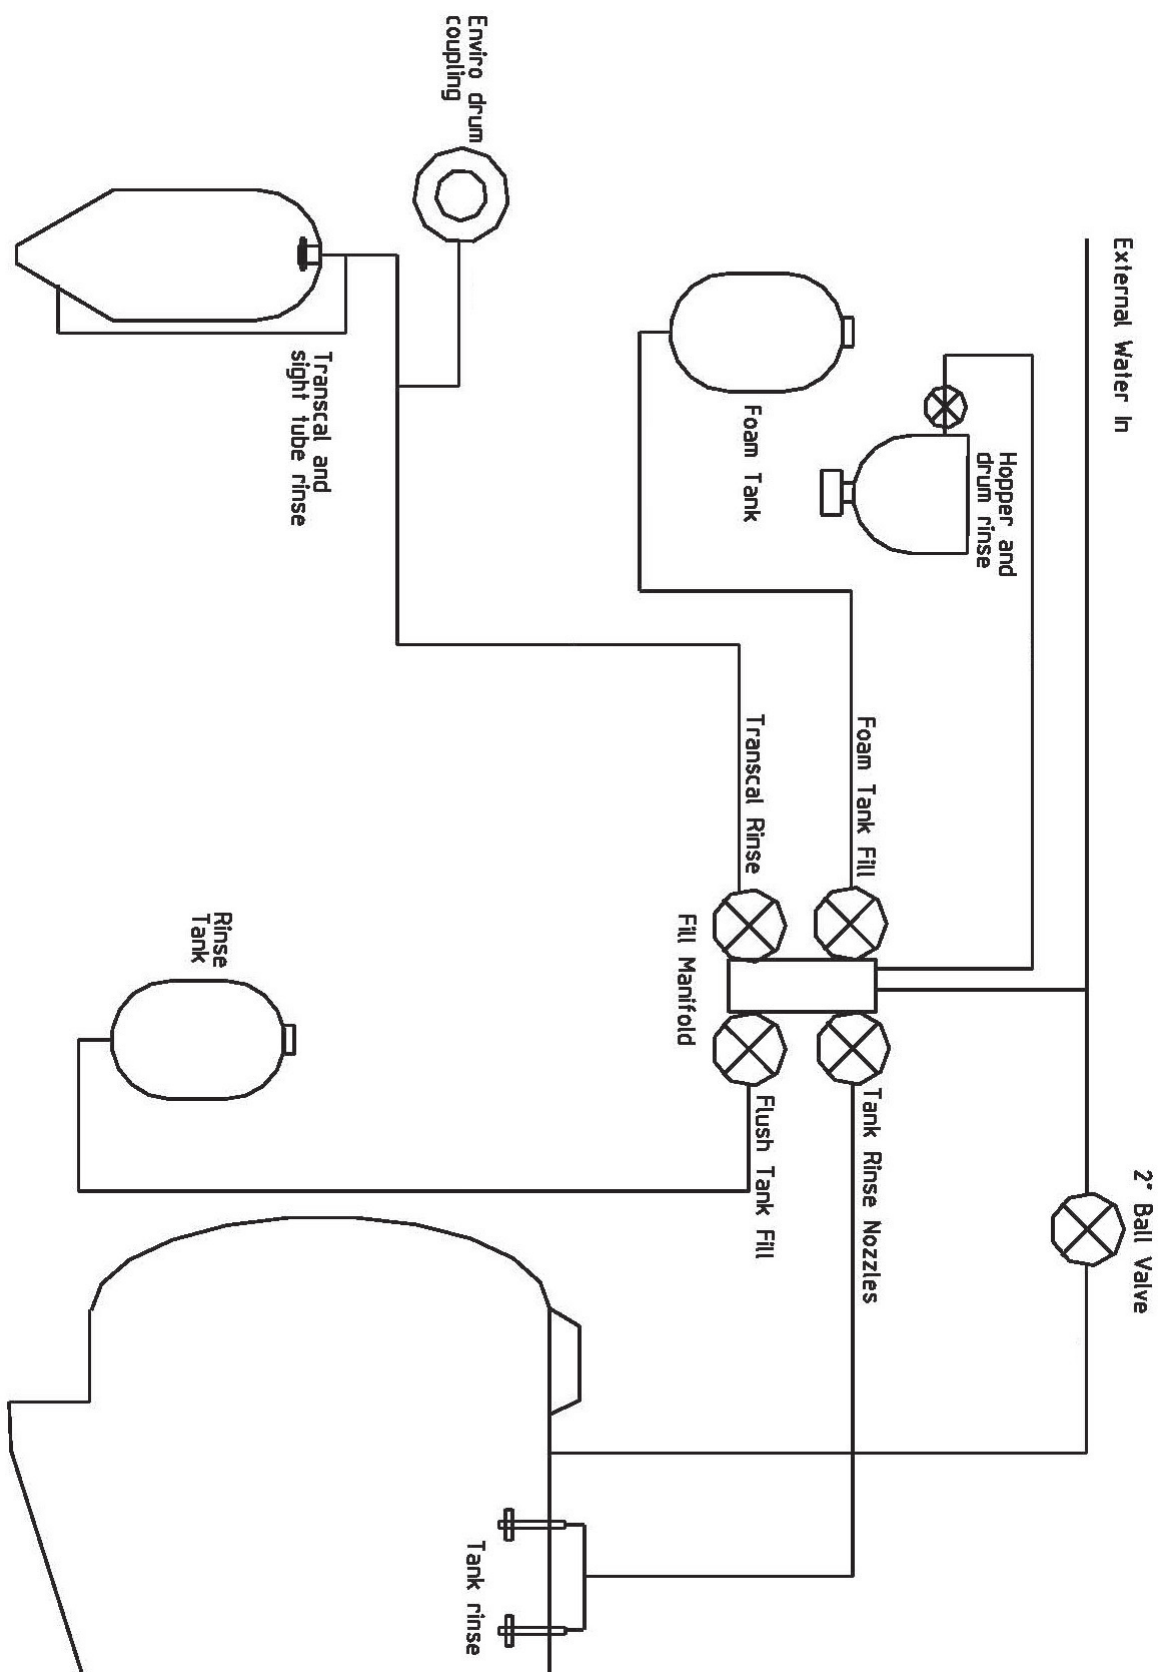 External Water In
2" Ball Valve
Hopper and
drum rinse
Foam Tank
Foam Tank Fill
Tank Rinse Nozzles
Transcal Rinse
Flush Tank Fill
Fill Manifold
Enviro drum
coupling
Transcal and
sight tube rinse
Rinse
Tank
Tank rinse